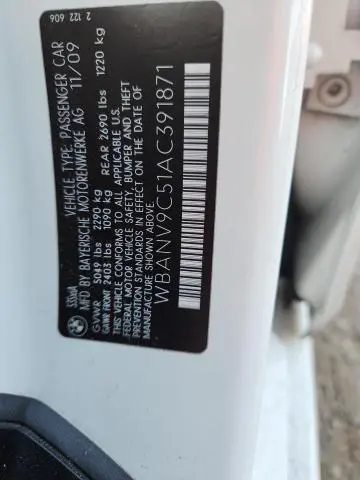 535xiA VEHICLE TYPE: PASSENGER CAR 2 122 606
MFD BY BAYERISCHE MOTORENWERKE AG 11/09
GVWR 5049 lbs 2290 kg
GAWR FRONT 2403 lbs 1090 kg REAR 2690 lbs 1220 kg
THIS VEHICLE CONFORMS TO ALL APPLICABLE U.S.
FEDERAL MOTOR VEHICLE SAFETY, BUMPER, AND THEFT
PREVENTION STANDARDS IN EFFECT ON THE DATE OF
MANUFACTURE SHOWN ABOVE.
WBANV9C51AC391871